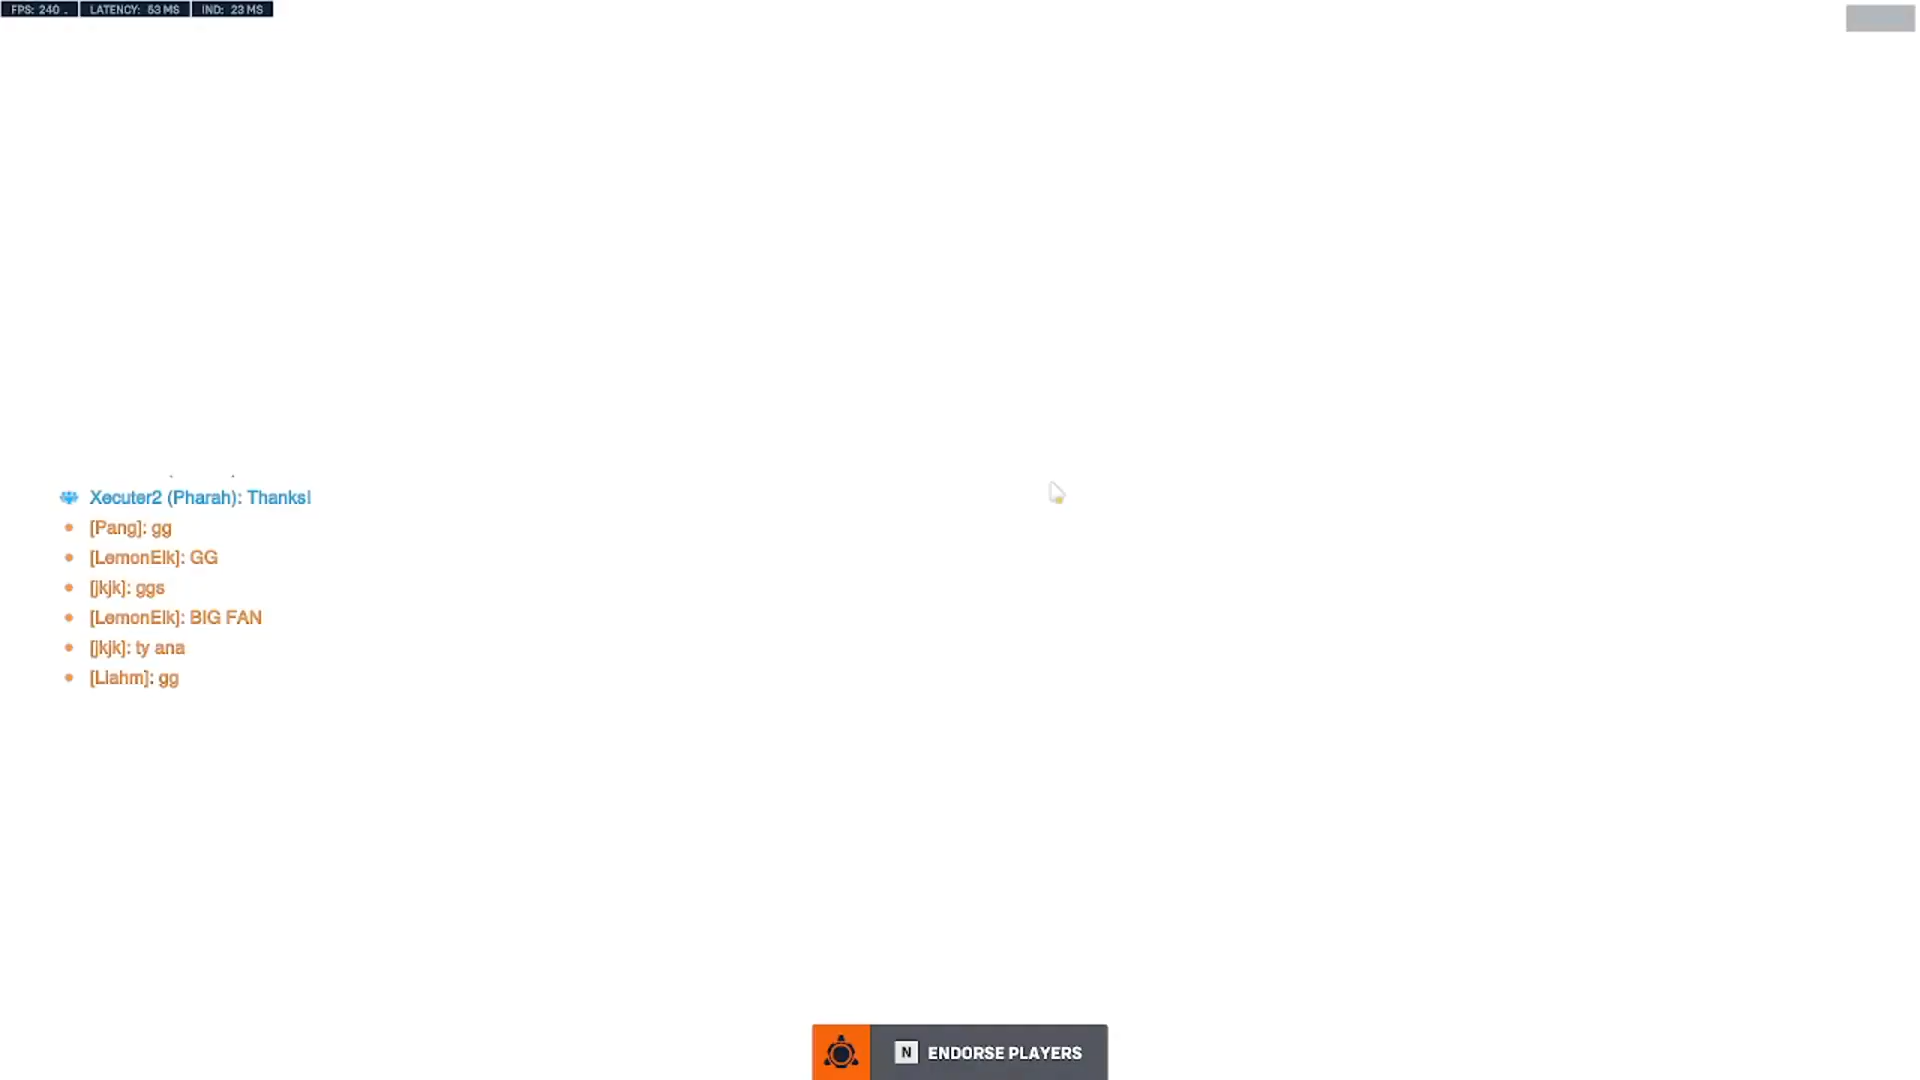 FPS: 240 . LATENCY: 53 MS IND: 23 MS
Xecuter2 (Pharah): Thanks!
[Pang]: gg
[LemonElk]: GG
[jkjk]: ggs
[LemonElk]: BIG FAN
[jkjk]: ty ana
[Liahm]: gg
N ENDORSE PLAYERS